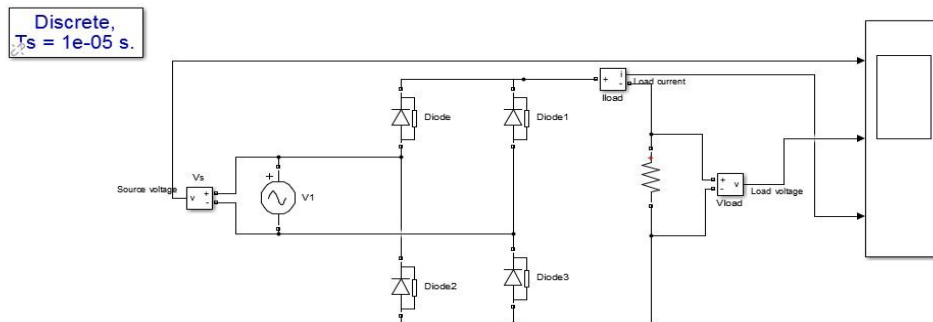 Discrete,
Ts = 1e-05 s.
Load current
i
+
-
Iload
Diode
Diode1
Vs
Source voltage
v
+
-
+
V1
+
+
-
v
Load voltage
Vload
Diode2
Diode3